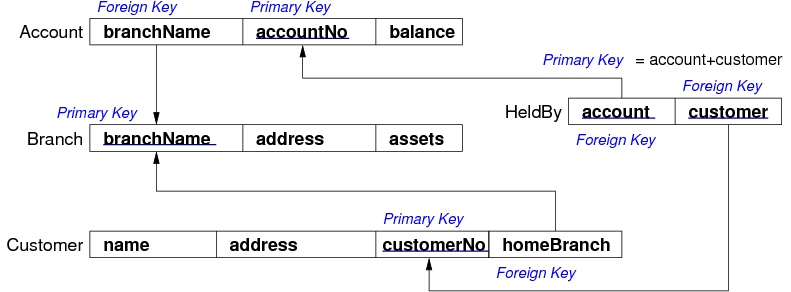 Foreign Key Primary Key
Account branchName accountNo balance
Primary Key = account+customer
Foreign Key
Primary Key
HeldBy account customer
Branch branchName address assets
Foreign Key
Primary Key
Customer name address customerNo homeBranch
Foreign Key